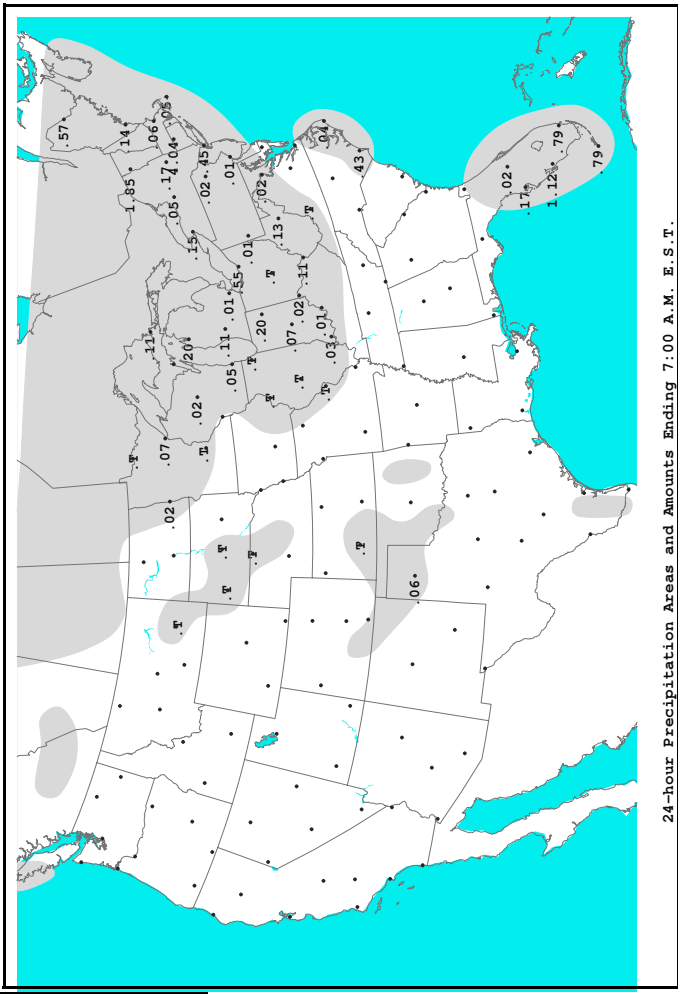 .57
.14
1.85
T
.11
.06
.07
.17
.05
.02
.04
.05
T
.20
.15
.02
T
.02
.45
T
.11
T
.01
.01
.05
.55
.01
T
T
.20
.02
T
T
.13
.07
T
.02
.11
T
.01
.04
T
.03
T
.43
.06
.02
.17
1.12
.79
.79
24-hour Precipitation Areas and Amounts Ending 7:00 A.M. E.S.T.